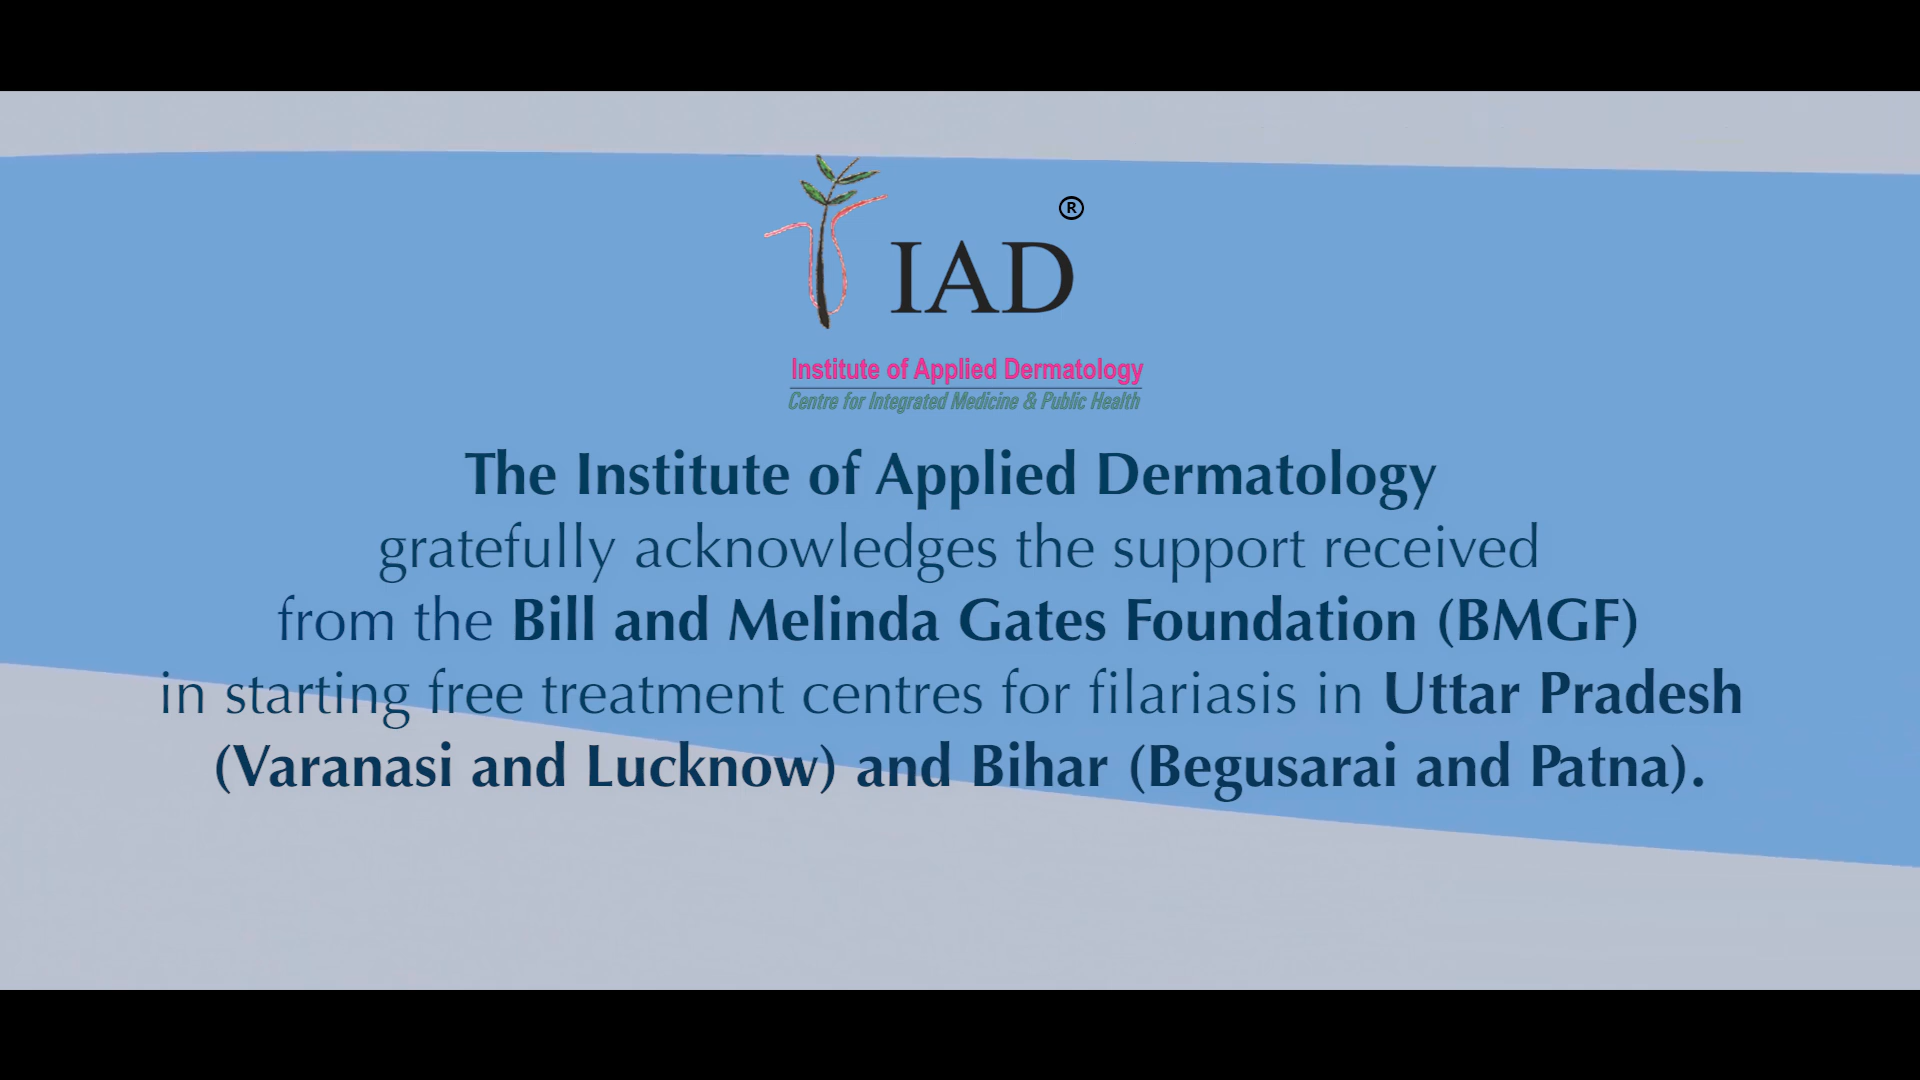 IAD®
Institute of Applied Dermatology
Centre for Integrated Medicine & Public Health
The Institute of Applied Dermatology
gratefully acknowledges the support received
from the Bill and Melinda Gates Foundation (BMGF)
in starting free treatment centres for filariasis in Uttar Pradesh
(Varanasi and Lucknow) and Bihar (Begusarai and Patna).